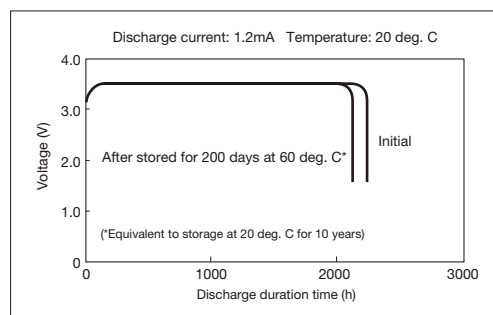 Discharge current: 1.2mA Temperature: 20 deg. C
4.0
3.0
2.0
1.0
0
Voltage (V)
After stored for 200 days at 60 deg. C*
Initial
(*Equivalent to storage at 20 deg. C for 10 years)
0 1000 2000 3000
Discharge duration time (h)